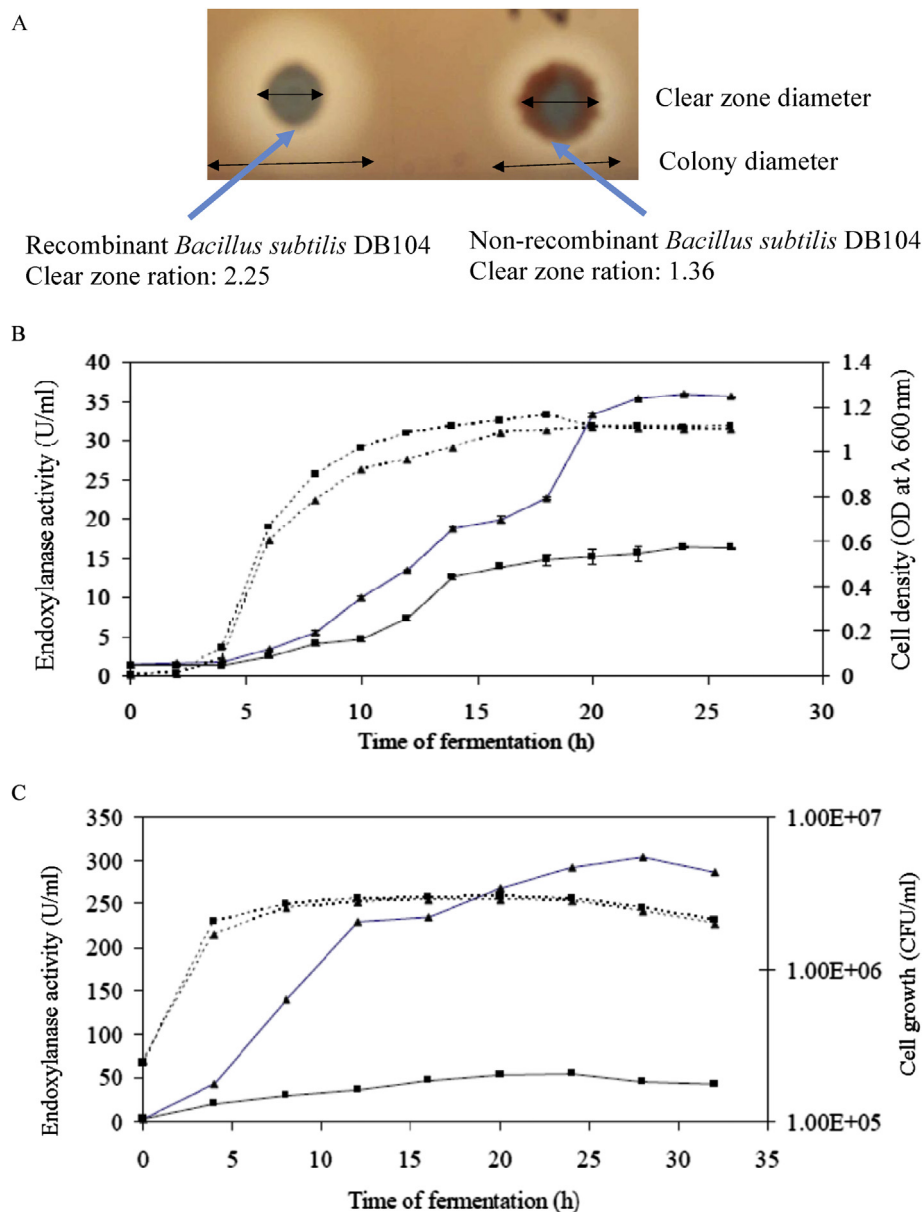 A
Clear zone diameter
Colony diameter
Recombinant Bacillus subtilis DB104
Clear zone ration: 2.25
Non-recombinant Bacillus subtilis DB104
Clear zone ration: 1.36
B
40
35
30
25
20
15
10
5
0
Endoxylanase activity (U/ml)
1.4
1.2
1
0.8
0.6
0.4
0.2
0
Cell density (OD at λ 600nm)
0 5 10 15 20 25 30
Time of fermentation (h)
C
350
300
250
200
150
100
50
0
Endoxylanase activity (U/ml)
1.00E+07
1.00E+06
1.00E+05
Cell growth (CFU/ml)
0 5 10 15 20 25 30 35
Time of fermentation (h)